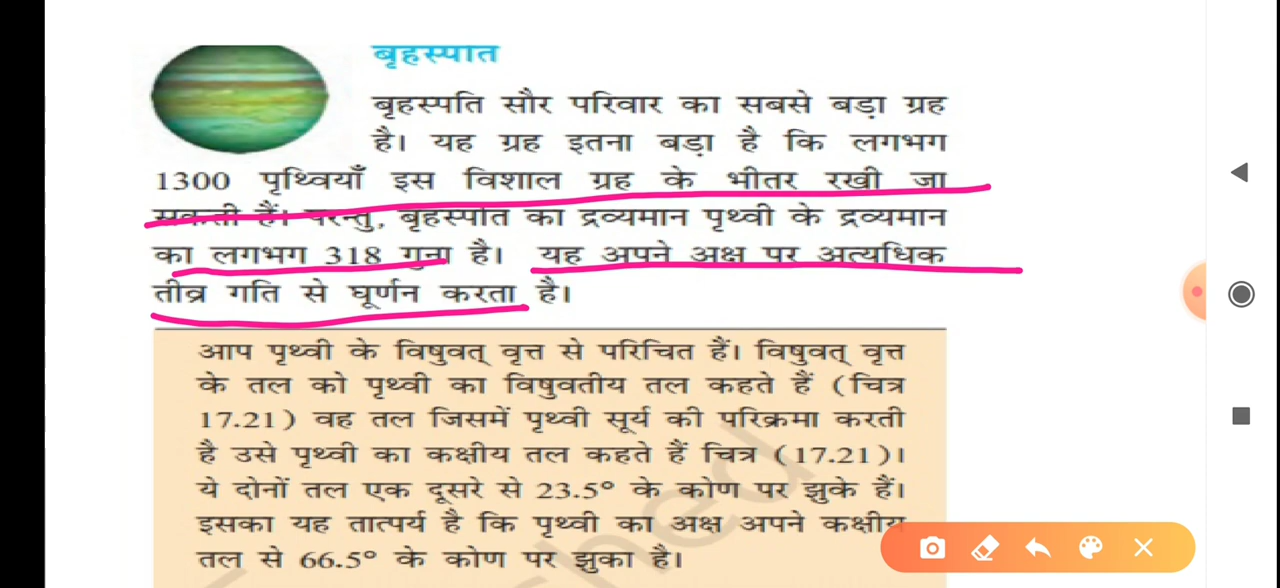 बृहस्पति
बृहस्पति सौर परिवार का सबसे बड़ा ग्रह
है। यह ग्रह इतना बड़ा है कि लगभग
1300 पृथ्वियाँ इस विशाल ग्रह के भीतर रखी जा
सकती हैं। परन्तु, बृहस्पति का द्रव्यमान पृथ्वी के द्रव्यमान
का लगभग 318 गुना है। यह अपने अक्ष पर अत्यधिक
तीव्र गति से घूर्णन करता है।
आप पृथ्वी के विषुवत् वृत्त से परिचित हैं। विषुवत् वृत्त
के तल को पृथ्वी का विषुवतीय तल कहते हैं (चित्र
17.21) वह तल जिसमें पृथ्वी सूर्य की परिक्रमा करती
है उसे पृथ्वी का कक्षीय तल कहते हैं चित्र (17.21)।
ये दोनों तल एक दूसरे से 23.5° के कोण पर झुके हैं।
इसका यह तात्पर्य है कि पृथ्वी का अक्ष अपने कक्षीय
तल से 66.5° के कोण पर झुका है।